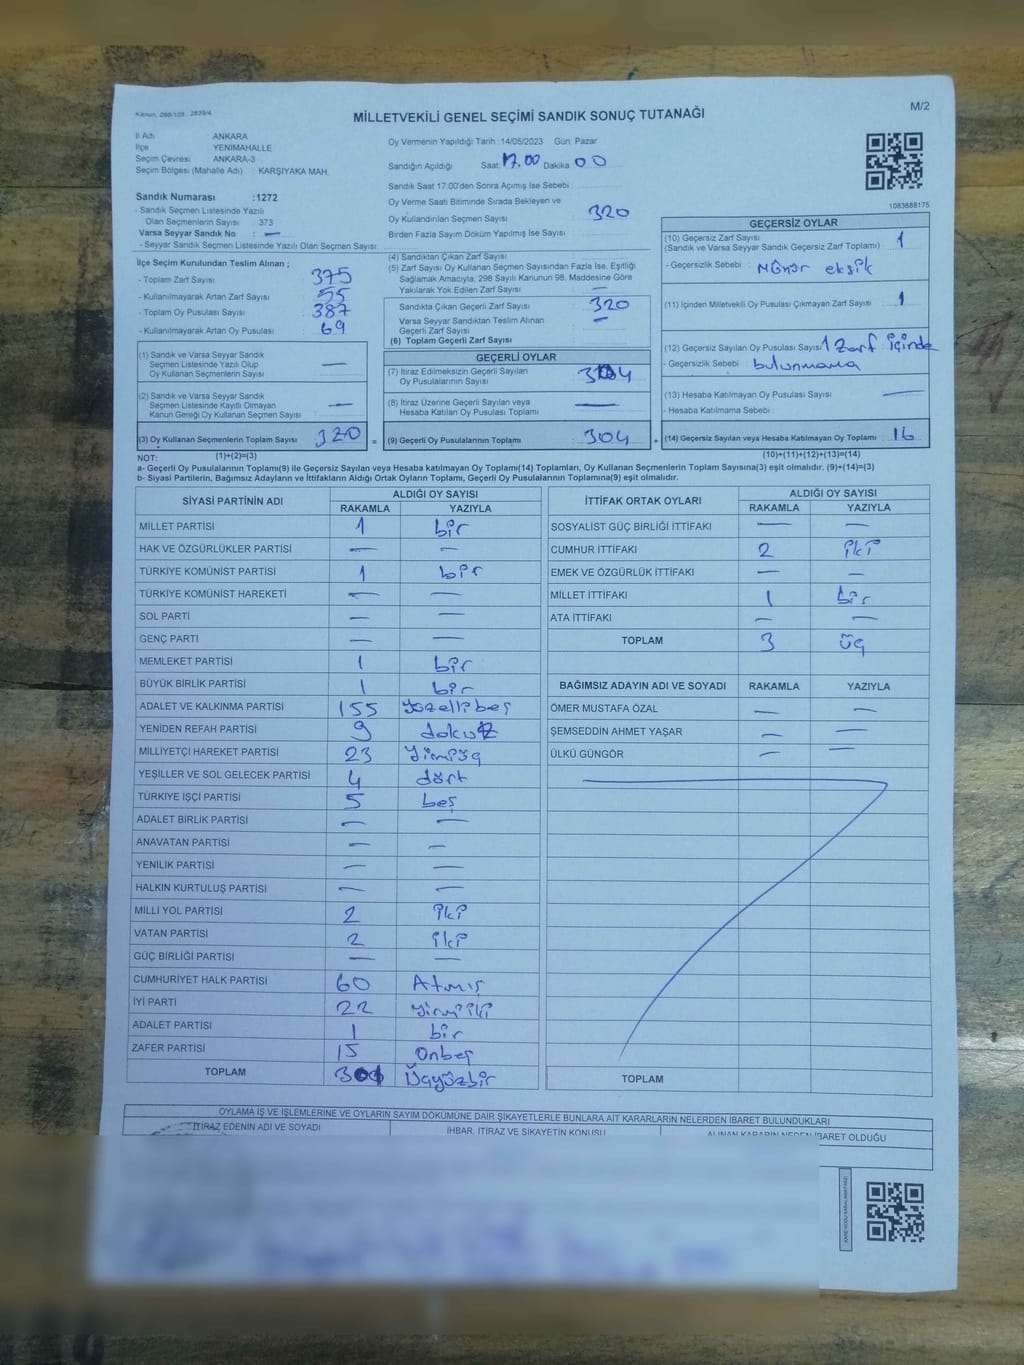 Kanun: 298/105 - 2839/4
M/2
MİLLETVEKİLİ GENEL SEÇİMİ SANDIK SONUÇ TUTANAĞI
İl Adı ANKARA
İlçe YENİMAHALLE
Seçim Çevresi ANKARA-3
Seçim Bölgesi (Mahalle Adı) : KARŞIYAKA MAH.
Sandık Numarası :1272
- Sandık Seçmen Listesinde Yazılı
Olan Seçmenlerin Sayısı 373
Varsa Seyyar Sandık No : —
- Seyyar Sandık Seçmen Listesinde Yazılı Olan Seçmen Sayısı:
İlçe Seçim Kurulundan Teslim Alınan ;
- Toplam Zarf Sayısı 375
- Kullanılmayarak Artan Zarf Sayısı 55
- Toplam Oy Pusulası Sayısı 387
- Kullanılmayarak Artan Oy Pusulası 69
(1) Sandık ve Varsa Seyyar Sandık
Seçmen Listesinde Yazılı Olup
Oy Kullanan Seçmenlerin Sayısı —
(2) Sandık ve Varsa Seyyar Sandık
Seçmen Listesinde Kayıtlı Olmayan
Kanun Gereği Oy Kullanan Seçmen Sayısı —
(3) Oy Kullanan Seçmenlerin Toplam Sayısı 320 =
Oy Vermenin Yapıldığı Tarih : 14/05/2023 Gün: Pazar
Sandığın Açıldığı Saat: 17.00 Dakika 00
Sandık Saat 17.00'den Sonra Açılmış İse Sebebi
Oy Verme Saati Bitiminde Sırada Bekleyen ve
Oy Kullandırılan Seçmen Sayısı 320
Birden Fazla Sayım Döküm Yapılmış İse Sayısı
(4) Sandıktan Çıkan Zarf Sayısı
(5) Zarf Sayısı Oy Kullanan Seçmen Sayısından Fazla İse, Eşitliği
Sağlamak Amacıyla, 298 Sayılı Kanunun 98. Maddesine Göre
Yakılarak Yok Edilen Zarf Sayısı —
Sandıkta Çıkan Geçerli Zarf Sayısı 320
Varsa Seyyar Sandıktan Teslim Alınan
Geçerli Zarf Sayısı —
(6) Toplam Geçerli Zarf Sayısı
GEÇERLİ OYLAR
(7) İtiraz Edilmeksizin Geçerli Sayılan
Oy Pusulalarının Sayısı
(8) İtiraz Üzerine Geçerli Sayılan veya
Hesaba Katılan Oy Pusulası Toplamı —
(9) Geçerli Oy Pusulalarının Toplamı 304 +
1083688175
GEÇERSİZ OYLAR
(10) Geçersiz Zarf Sayısı
(Sandık ve Varsa Seyyar Sandık Geçersiz Zarf Toplamı) 1
- Geçersizlik Sebebi : Mühür eksik
(11) İçinden Milletvekili Oy Pusulası Çıkmayan Zarf Sayısı 1
(12) Geçersiz Sayılan Oy Pusulası Sayısı 1 Zarf içinde
- Geçersizlik Sebebi bulunmama
(13) Hesaba Katılmayan Oy Pusulası Sayısı —
- Hesaba Katılmama Sebebi :
(14) Geçersiz Sayılan veya Hesaba Katılmayan Oy Toplamı 16
NOT: (1)+(2)=(3) (10)+(11)+(12)+(13)=(14)
a- Geçerli Oy Pusulalarının Toplamı(9) ile Geçersiz Sayılan veya Hesaba katılmayan Oy Toplamı(14) Toplamları, Oy Kullanan Seçmenlerin Toplam Sayısına(3) eşit olmalıdır. (9)+(14)=(3)
b- Siyasi Partilerin, Bağımsız Adayların ve İttifakların Aldığı Ortak Oyların Toplamı, Geçerli Oy Pusulalarının Toplamına(9) eşit olmalıdır.
SİYASİ PARTİNİN ADI ALDIĞI OY SAYISI
RAKAMLA YAZIYLA
MİLLET PARTİSİ 1 bir
HAK VE ÖZGÜRLÜKLER PARTİSİ — —
TÜRKİYE KOMÜNİST PARTİSİ 1 bir
TÜRKİYE KOMÜNİST HAREKETİ — —
SOL PARTİ — —
GENÇ PARTİ — —
MEMLEKET PARTİSİ 1 bir
BÜYÜK BİRLİK PARTİSİ 1 bir
ADALET VE KALKINMA PARTİSİ 155 yüzellibeş
YENİDEN REFAH PARTİSİ 9 dokuz
MİLLİYETÇİ HAREKET PARTİSİ 23 yirmiüç
YEŞİLLER VE SOL GELECEK PARTİSİ 4 dört
TÜRKİYE İŞÇİ PARTİSİ 5 beş
ADALET BİRLİK PARTİSİ — —
ANAVATAN PARTİSİ — —
YENİLİK PARTİSİ — —
HALKIN KURTULUŞ PARTİSİ — —
MİLLİ YOL PARTİSİ 2 iki
VATAN PARTİSİ 2 iki
GÜÇ BİRLİĞİ PARTİSİ — —
CUMHURİYET HALK PARTİSİ 60 Atmış
İYİ PARTİ 22 yirmi iki
ADALET PARTİSİ 1 bir
ZAFER PARTİSİ 15 Onbeş
TOPLAM 301 Üçyüzbir
İTTİFAK ORTAK OYLARI ALDIĞI OY SAYISI
RAKAMLA YAZIYLA
SOSYALİST GÜÇ BİRLİĞİ İTTİFAKI — —
CUMHUR İTTİFAKI 2 iki
EMEK VE ÖZGÜRLÜK İTTİFAKI — —
MİLLET İTTİFAKI 1 bir
ATA İTTİFAKI — —
TOPLAM 3 üç
BAĞIMSIZ ADAYIN ADI VE SOYADI RAKAMLA YAZIYLA
ÖMER MUSTAFA ÖZAL — —
ŞEMSEDDİN AHMET YAŞAR — —
ÜLKÜ GÜNGÖR — —
TOPLAM
OYLAMA İŞ VE İŞLEMLERİNE VE OYLARIN SAYIM DÖKÜMÜNE DAİR ŞİKAYETLERLE BUNLARA AİT KARARLARIN NELERDEN İBARET BULUNDUKLARI
İTİRAZ EDENİN ADI VE SOYADI İHBAR, İTİRAZ VE ŞİKAYETİN KONUSU ALINAN KARARIN NEDEN İBARET OLDUĞU